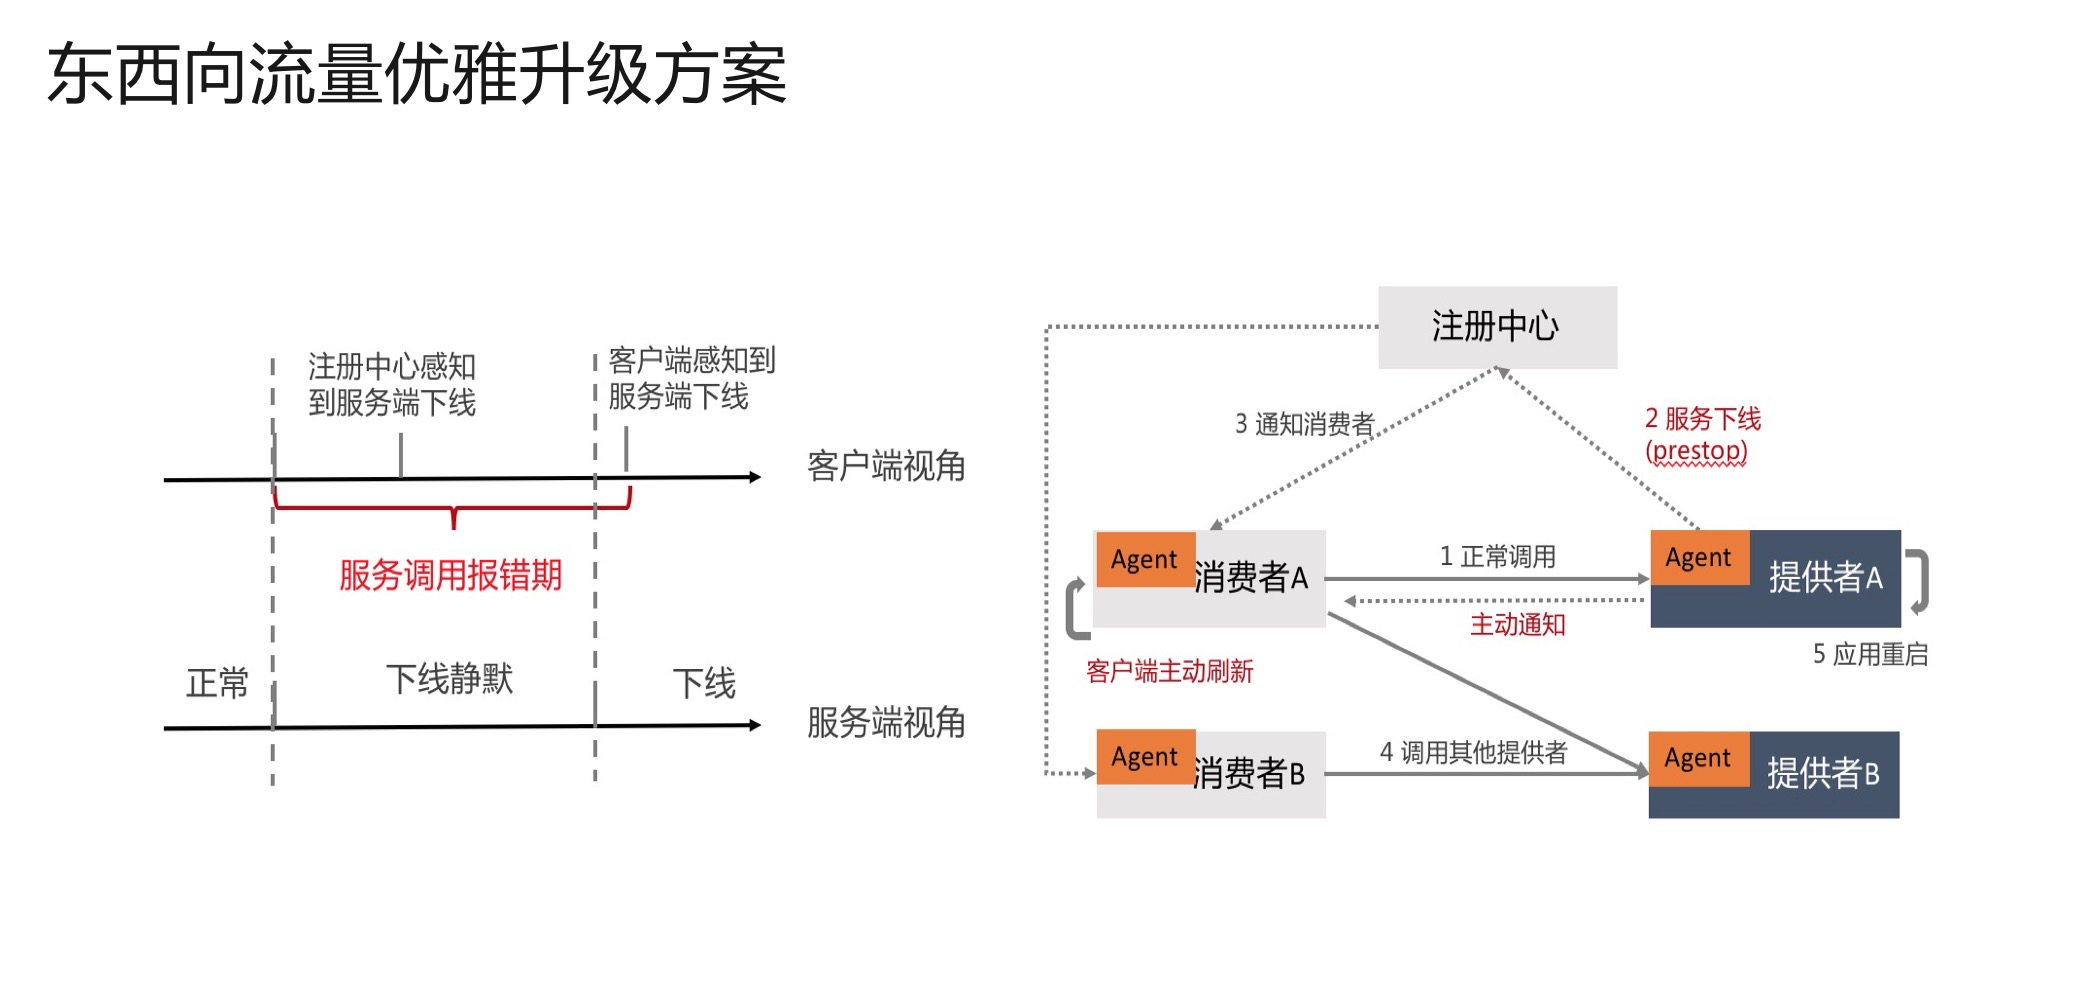 东西向流量优雅升级方案
注册中心感知
到服务端下线
客户端感知到
服务端下线
客户端视角
服务调用报错期
正常
下线静默
下线
服务端视角
注册中心
3 通知消费者
2 服务下线
(prestop)
Agent
消费者A
1 正常调用
主动通知
Agent
提供者A
5 应用重启
客户端主动刷新
Agent
消费者B
4 调用其他提供者
Agent
提供者B